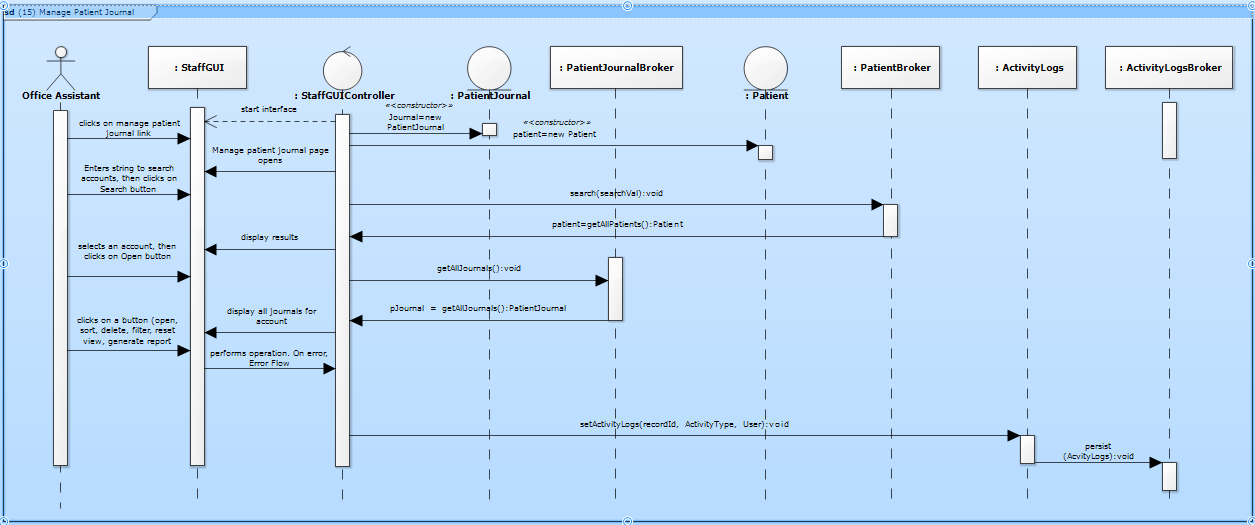 sd (15) Manage Patient Journal
Office Assistant
: StaffGUI
: StaffGUIController
: PatientJournal
: PatientJournalBroker
: Patient
: PatientBroker
: ActivityLogs
: ActivityLogsBroker
start interface
«<constructor>»
Journal=new
PatientJournal
«<constructor>»
patient=new Patient
clicks on manage patient
journal link
Manage patient journal page
opens
Enters string to search
accounts, then clicks on
Search button
search(searchVal):void
patient=getAllPatients():Patient
display results
selects an account, then
clicks on Open button
getAllJournals():void
pJournal = getAllJournals():PatientJournal
display all journals for
account
clicks on a button (open,
sort, delete, filter, reset
view, generate report
performs operation. On error,
Error Flow
setActivityLogs(recordId, ActivityType, User):void
persist
(AcvityLogs):void